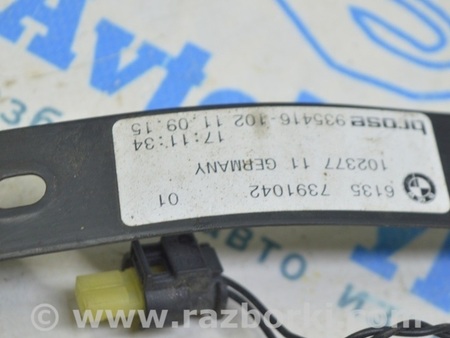 6135 7391042 01
102377 11 GERMANY
17:11:34
brose 935416-102 11.09.15
© www.razborki.com